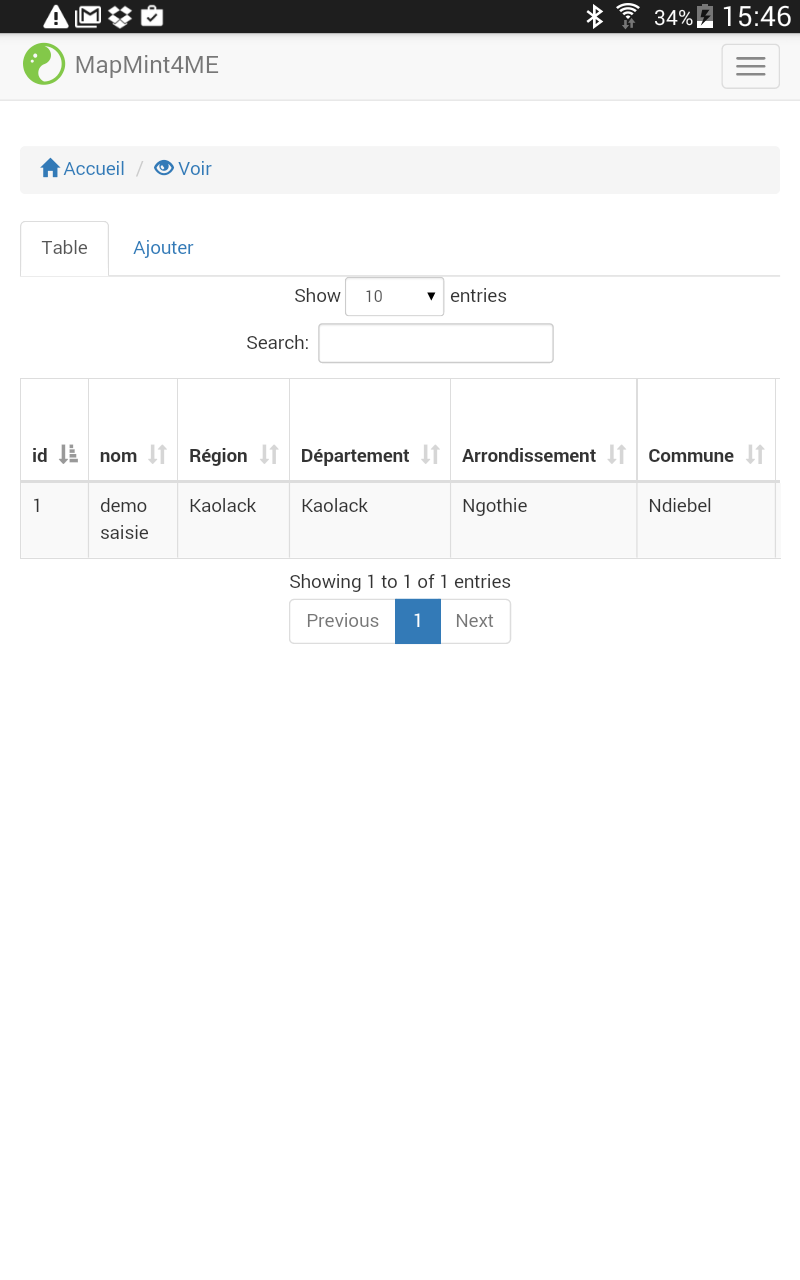 34% 15:46
MapMint4ME
Accueil / Voir
Table Ajouter
Show 10 entries
Search:
id nom Région Département Arrondissement Commune
1 demo Kaolack Kaolack Ngothie Ndiebel
saisie
Showing 1 to 1 of 1 entries
Previous 1 Next